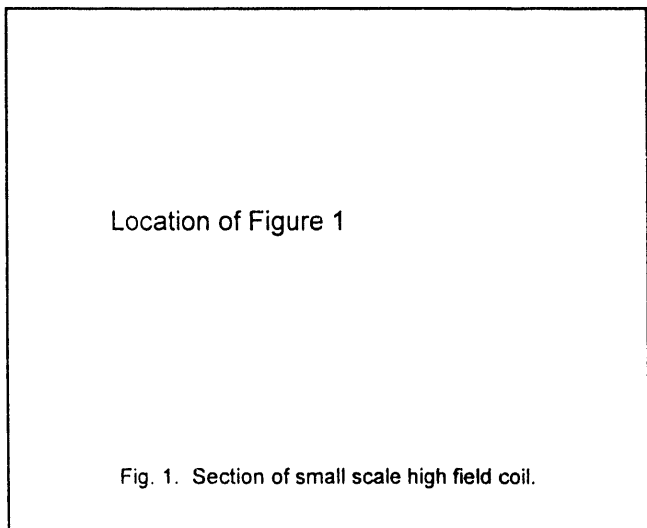 Location of Figure 1
Fig. 1. Section of small scale high field coil.